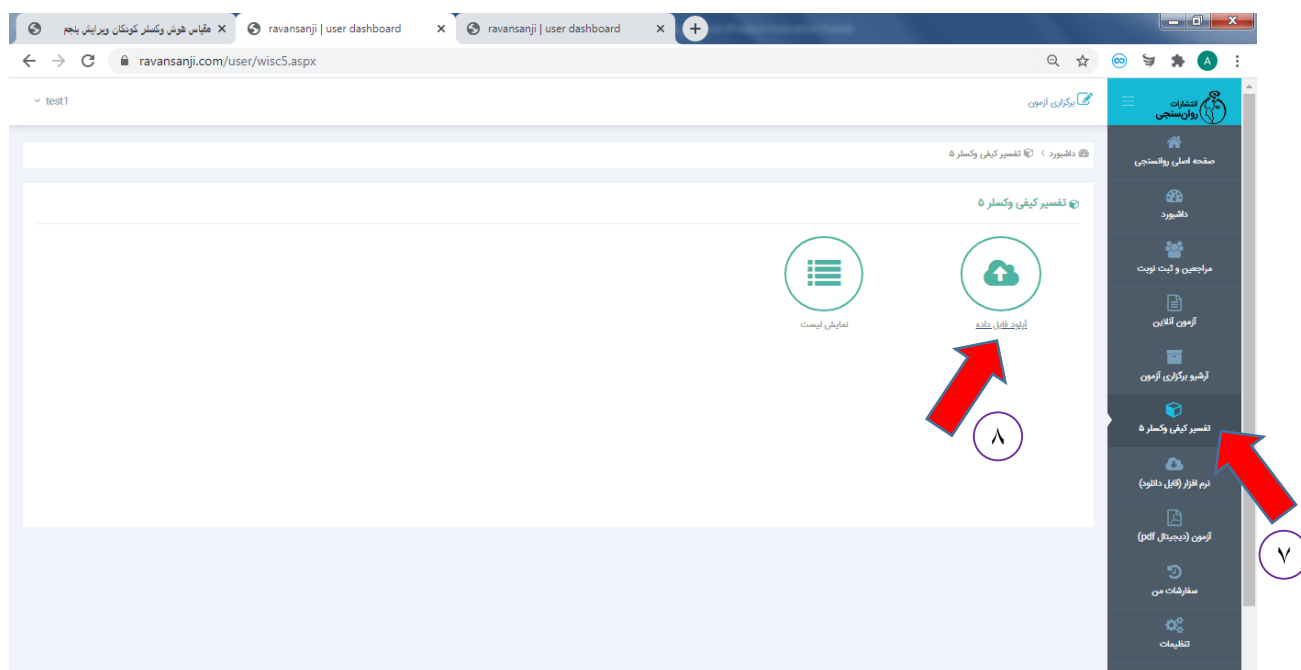 مقیاس هوش وکسلر کودکان ویرایش پنجم
ravansanji | user dashboard
ravansanji | user dashboard
ravansanji.com/user/wisc5.aspx
A
test1
برگزاری آزمون
انتشارات
روان‌سنجی
داشبورد › تفسیر کیفی وکسلر ۵
تفسیر کیفی وکسلر ۵
آپلود فایل داده
نمایش لیست
۸
صفحه اصلی روانسنجی
داشبورد
مراجعین و ثبت نوبت
آزمون آنلاین
آرشیو برگزاری آزمون
تفسیر کیفی وکسلر ۵
نرم افزار (قابل دانلود)
آزمون (دیجیتال pdf)
سفارشات من
تنظیمات
۷